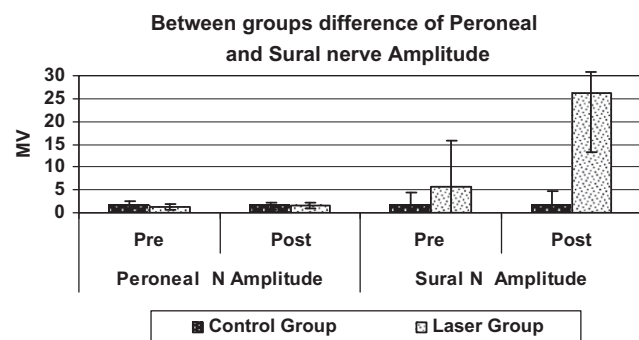 Between groups difference of Peroneal
and Sural nerve Amplitude
30
25
20
15
10
5
0
MV
Pre Post Pre Post
Peroneal N Amplitude Sural N Amplitude
Control Group Laser Group